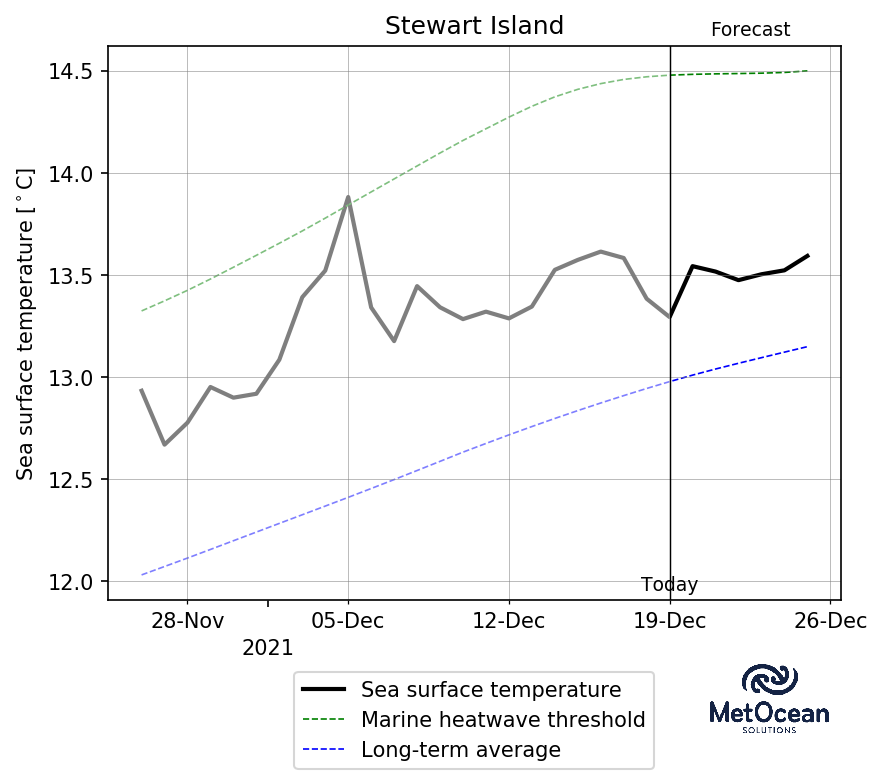 Stewart Island
Forecast
14.5
14.0
13.5
13.0
12.5
12.0
Sea surface temperature [°C]
Today
28-Nov
05-Dec
12-Dec
19-Dec
26-Dec
2021
Sea surface temperature
Marine heatwave threshold
Long-term average
MetOcean
SOLUTIONS